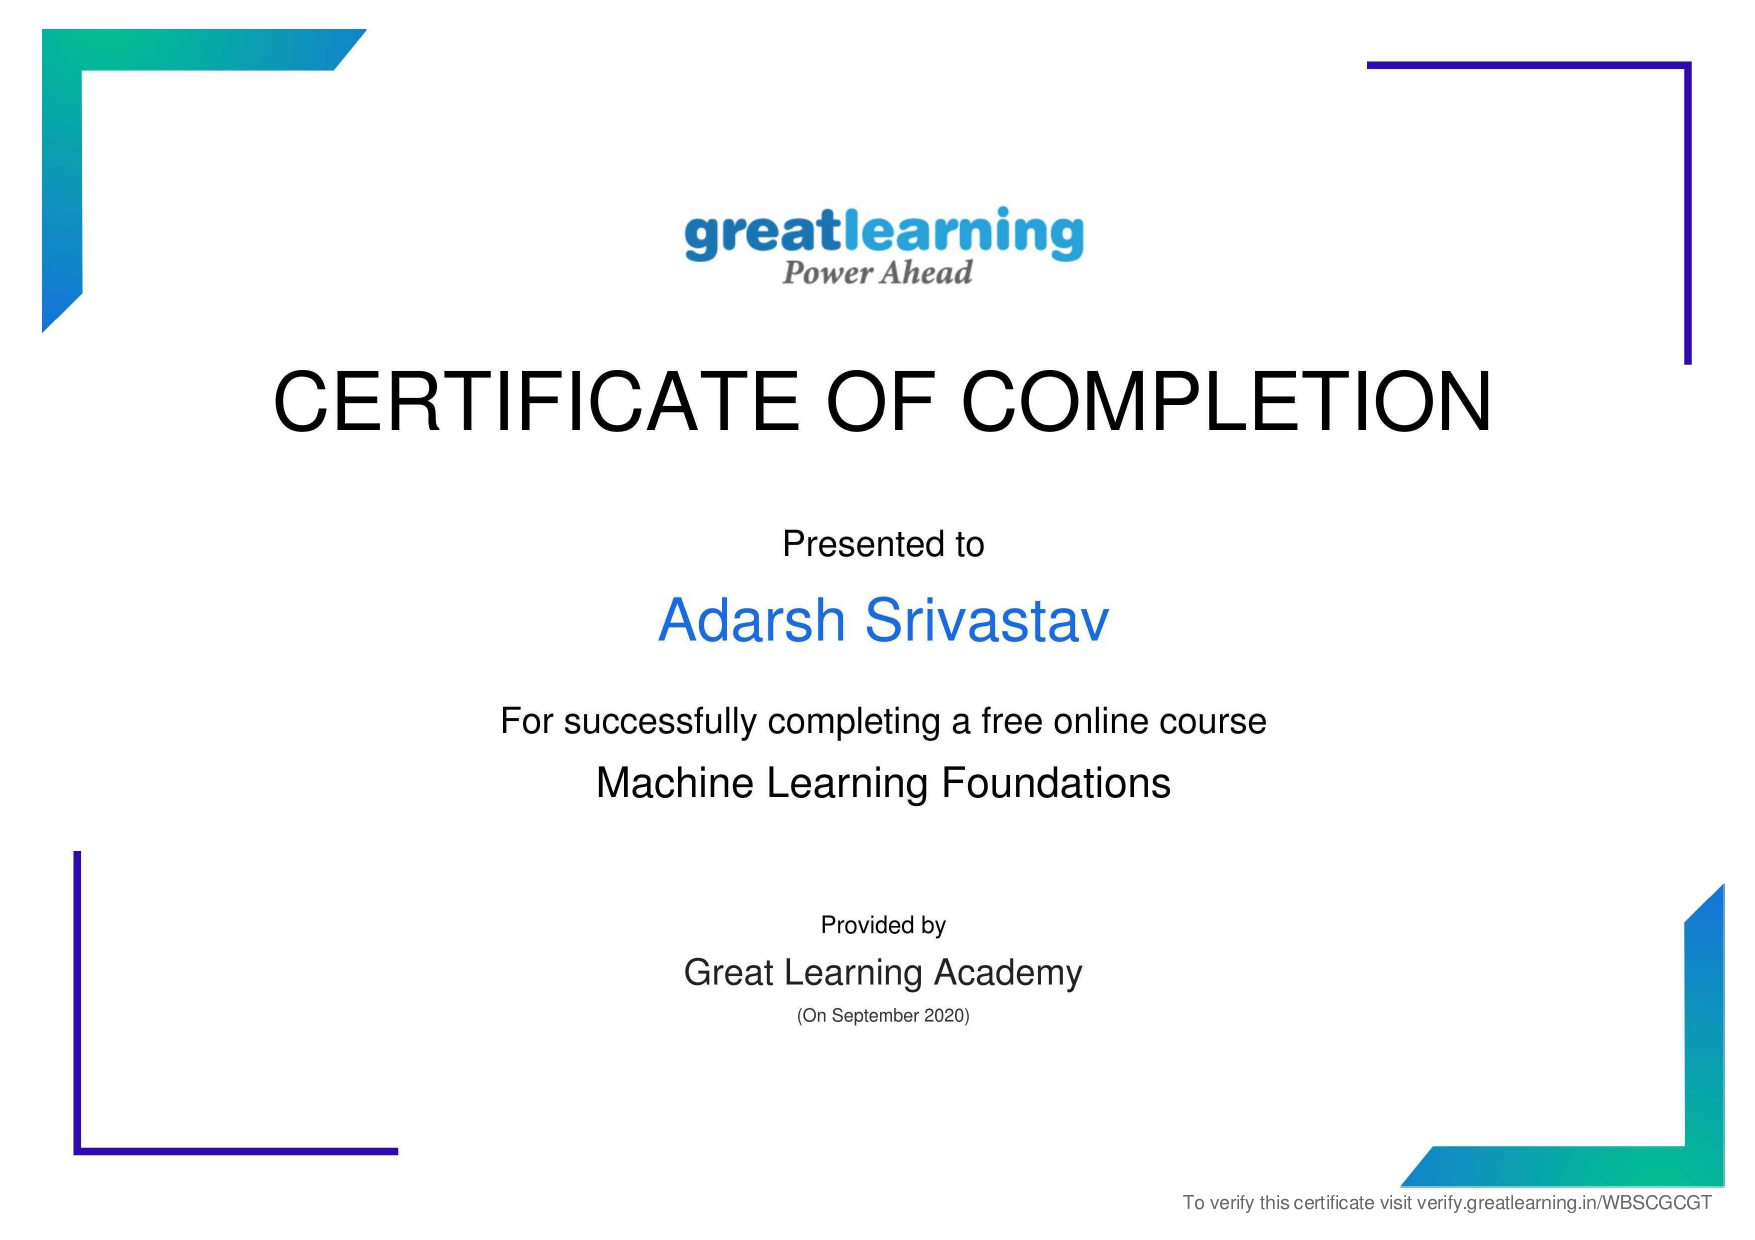 greatlearning
Power Ahead
CERTIFICATE OF COMPLETION
Presented to
Adarsh Srivastav
For successfully completing a free online course
Machine Learning Foundations
Provided by
Great Learning Academy
(On September 2020)
To verify this certificate visit verify.greatlearning.in/WBSCGCGT